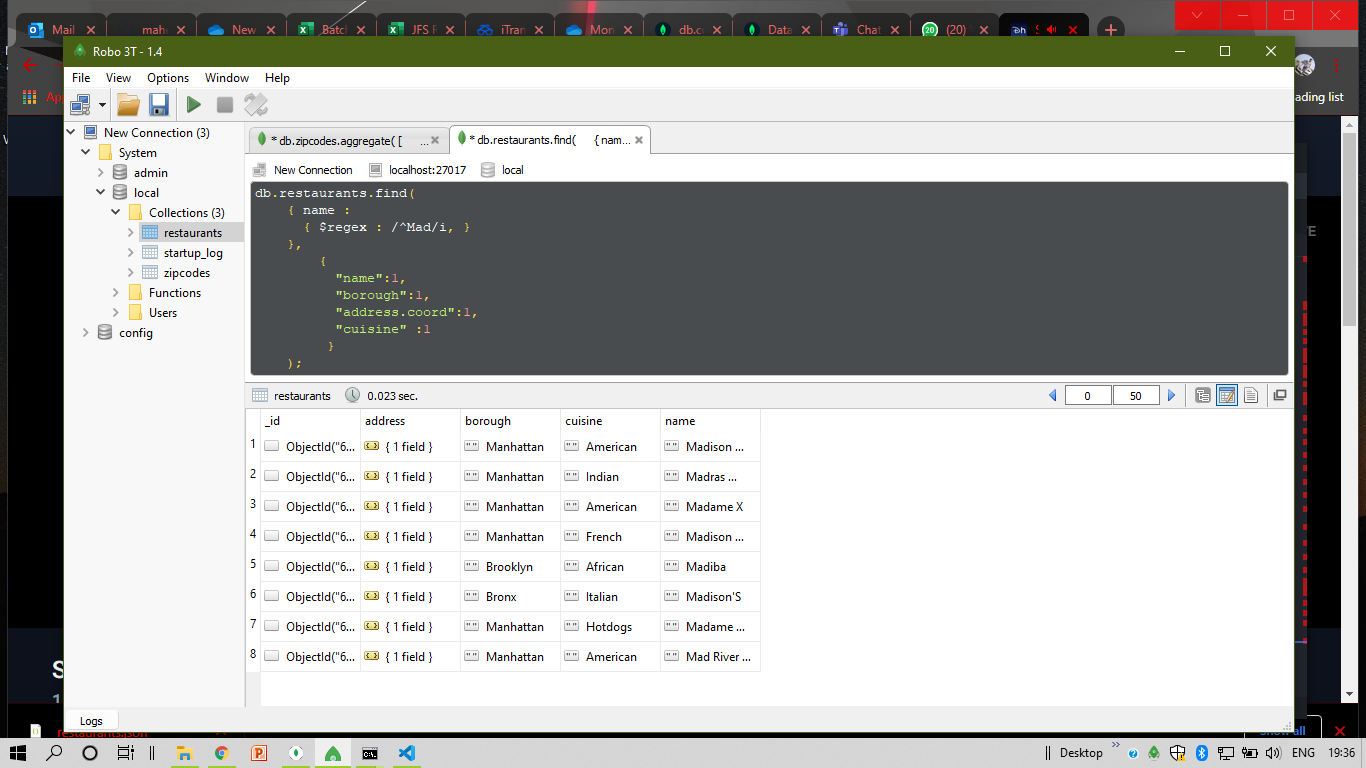 Mail
mah
New
Batch
JFS F
iTran
Mon
db.c
Data
Chat
20
(20)
Robo 3T - 1.4
File View Options Window Help
ading list
New Connection (3)
System
admin
local
Collections (3)
restaurants
startup_log
zipcodes
Functions
Users
config
* db.zipcodes.aggregate( [ ...
* db.restaurants.find( {nam...
New Connection localhost:27017 local
db.restaurants.find(
{ name :
{ $regex : /^Mad/i, }
},
{
"name":1,
"borough":1,
"address.coord":1,
"cuisine" :1
}
);
restaurants 0.023 sec. 0 50
_id address borough cuisine name
1 ObjectId("6... { 1 field } Manhattan American Madison ...
2 ObjectId("6... { 1 field } Manhattan Indian Madras ...
3 ObjectId("6... { 1 field } Manhattan American Madame X
4 ObjectId("6... { 1 field } Manhattan French Madison ...
5 ObjectId("6... { 1 field } Brooklyn African Madiba
6 ObjectId("6... { 1 field } Bronx Italian Madison'S
7 ObjectId("6... { 1 field } Manhattan Hotdogs Madame ...
8 ObjectId("6... { 1 field } Manhattan American Mad River ...
Logs
restaurants.json
Show all
Desktop
ENG 19:36